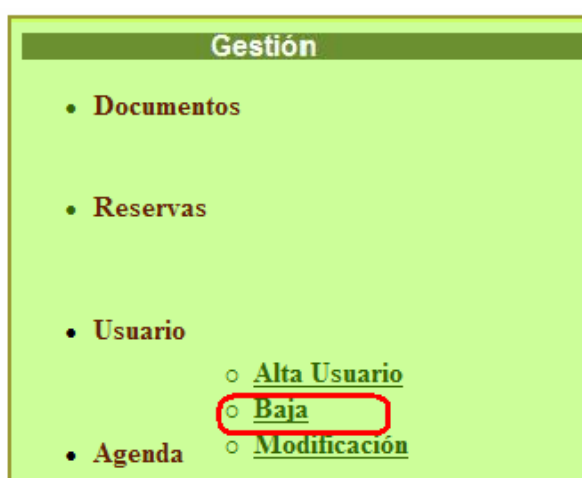 Gestión
Documentos
Reservas
Usuario
Alta Usuario
Baja
Modificación
Agenda